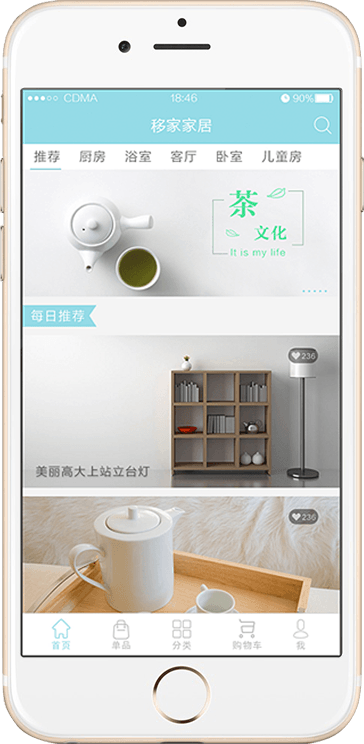 CDMA 18:46 90%
移家家居
推荐 厨房 浴室 客厅 卧室 儿童房
茶
文化
It is my life
每日推荐
236
美丽高大上站立台灯
236
首页 单品 分类 购物车 我